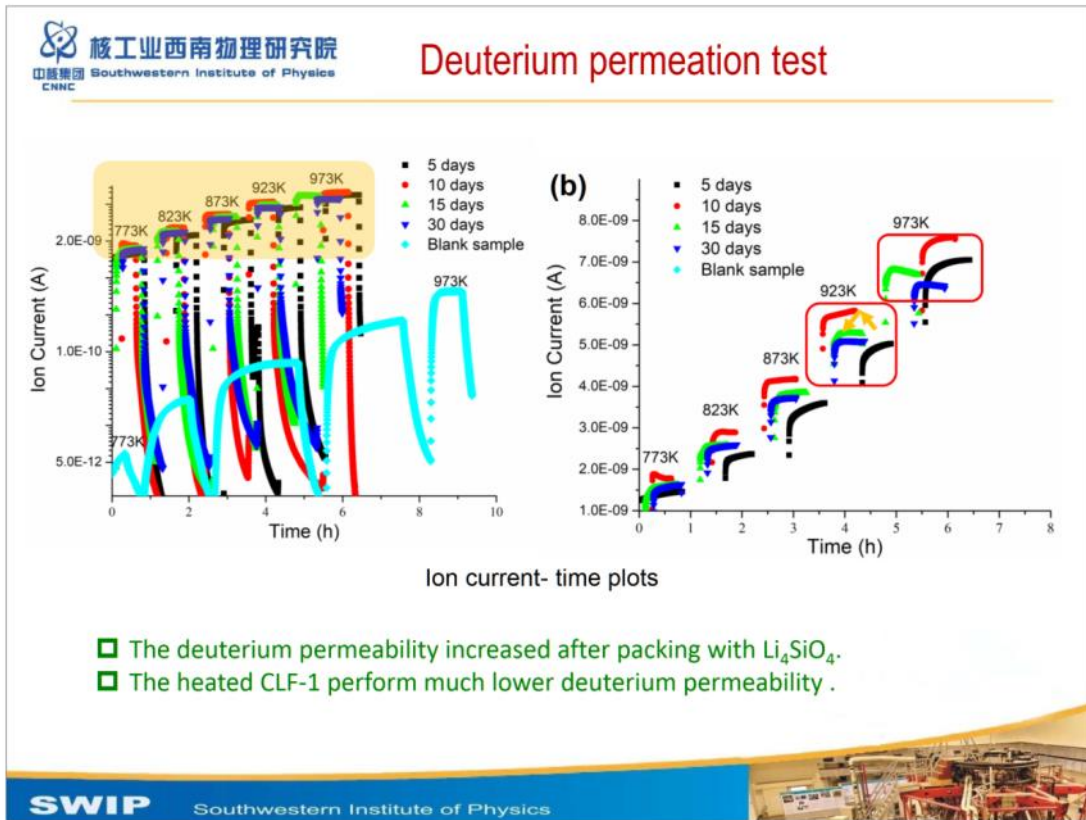 核工业西南物理研究院
中核集团 Southwestern Institute of Physics
CNNC
Deuterium permeation test
5 days
10 days
15 days
30 days
Blank sample
773K
823K
873K
923K
973K
973K
773K
2.0E-09
1.0E-10
5.0E-12
Ion Current (A)
0 2 4 6 8 10
Time (h)
(b)
5 days
10 days
15 days
30 days
Blank sample
973K
923K
873K
823K
773K
8.0E-09
7.0E-09
6.0E-09
5.0E-09
4.0E-09
3.0E-09
2.0E-09
1.0E-09
Ion Current (A)
0 1 2 3 4 5 6 7 8
Time (h)
Ion current- time plots
The deuterium permeability increased after packing with Li₄SiO₄.
The heated CLF-1 perform much lower deuterium permeability .
SWIP Southwestern Institute of Physics